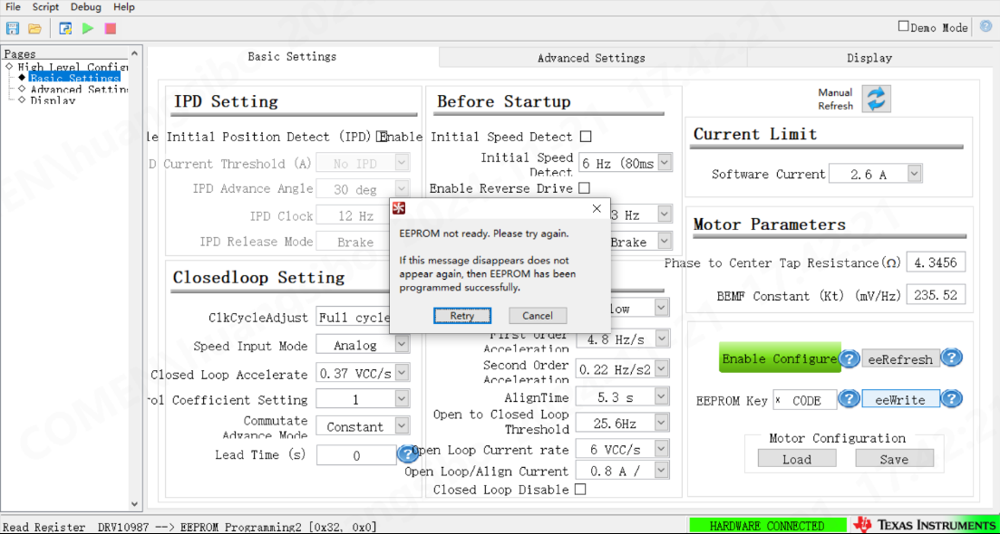 File Script Debug Help
Demo Mode
Pages
High Level Config
Basic Settings
Advanced Settin
Display
Basic Settings
Advanced Settings
Display
IPD Setting
le Initial Position Detect (IPD)
D Current Threshold (A) No IPD
IPD Advance Angle 30 deg
IPD Clock 12 Hz
IPD Release Mode Brake
Closedloop Setting
ClkCycleAdjust Full cycle
Speed Input Mode Analog
Closed Loop Accelerate 0.37 VCC/s
rol Coefficient Setting 1
Commutate
Advance Mode Constant
Lead Time (s) 0
Before Startup
Enable Initial Speed Detect
Initial Speed
Detect 6 Hz (80ms
Enable Reverse Drive
3 Hz
Brake
low
First Order
Acceleration 4.8 Hz/s
Second Order
Acceleration 0.22 Hz/s2
AlignTime 5.3 s
Open to Closed Loop
Threshold 25.6Hz
Open Loop Current rate 6 VCC/s
Open Loop/Align Current 0.8 A /
Closed Loop Disable
EEPROM not ready. Please try again.
If this message disappears does not
appear again, then EEPROM has been
programmed successfully.
Retry Cancel
Manual
Refresh
Current Limit
Software Current 2.6 A
Motor Parameters
Phase to Center Tap Resistance(Ω) 4.3456
BEMF Constant (Kt) (mV/Hz) 235.52
Enable Configure ? eeRefresh ?
EEPROM Key x CODE ? eeWrite ?
Motor Configuration
Load Save
Read Register DRV10987 --> EEPROM Programming2 [0x32, 0x0]
HARDWARE CONNECTED
TEXAS INSTRUMENTS